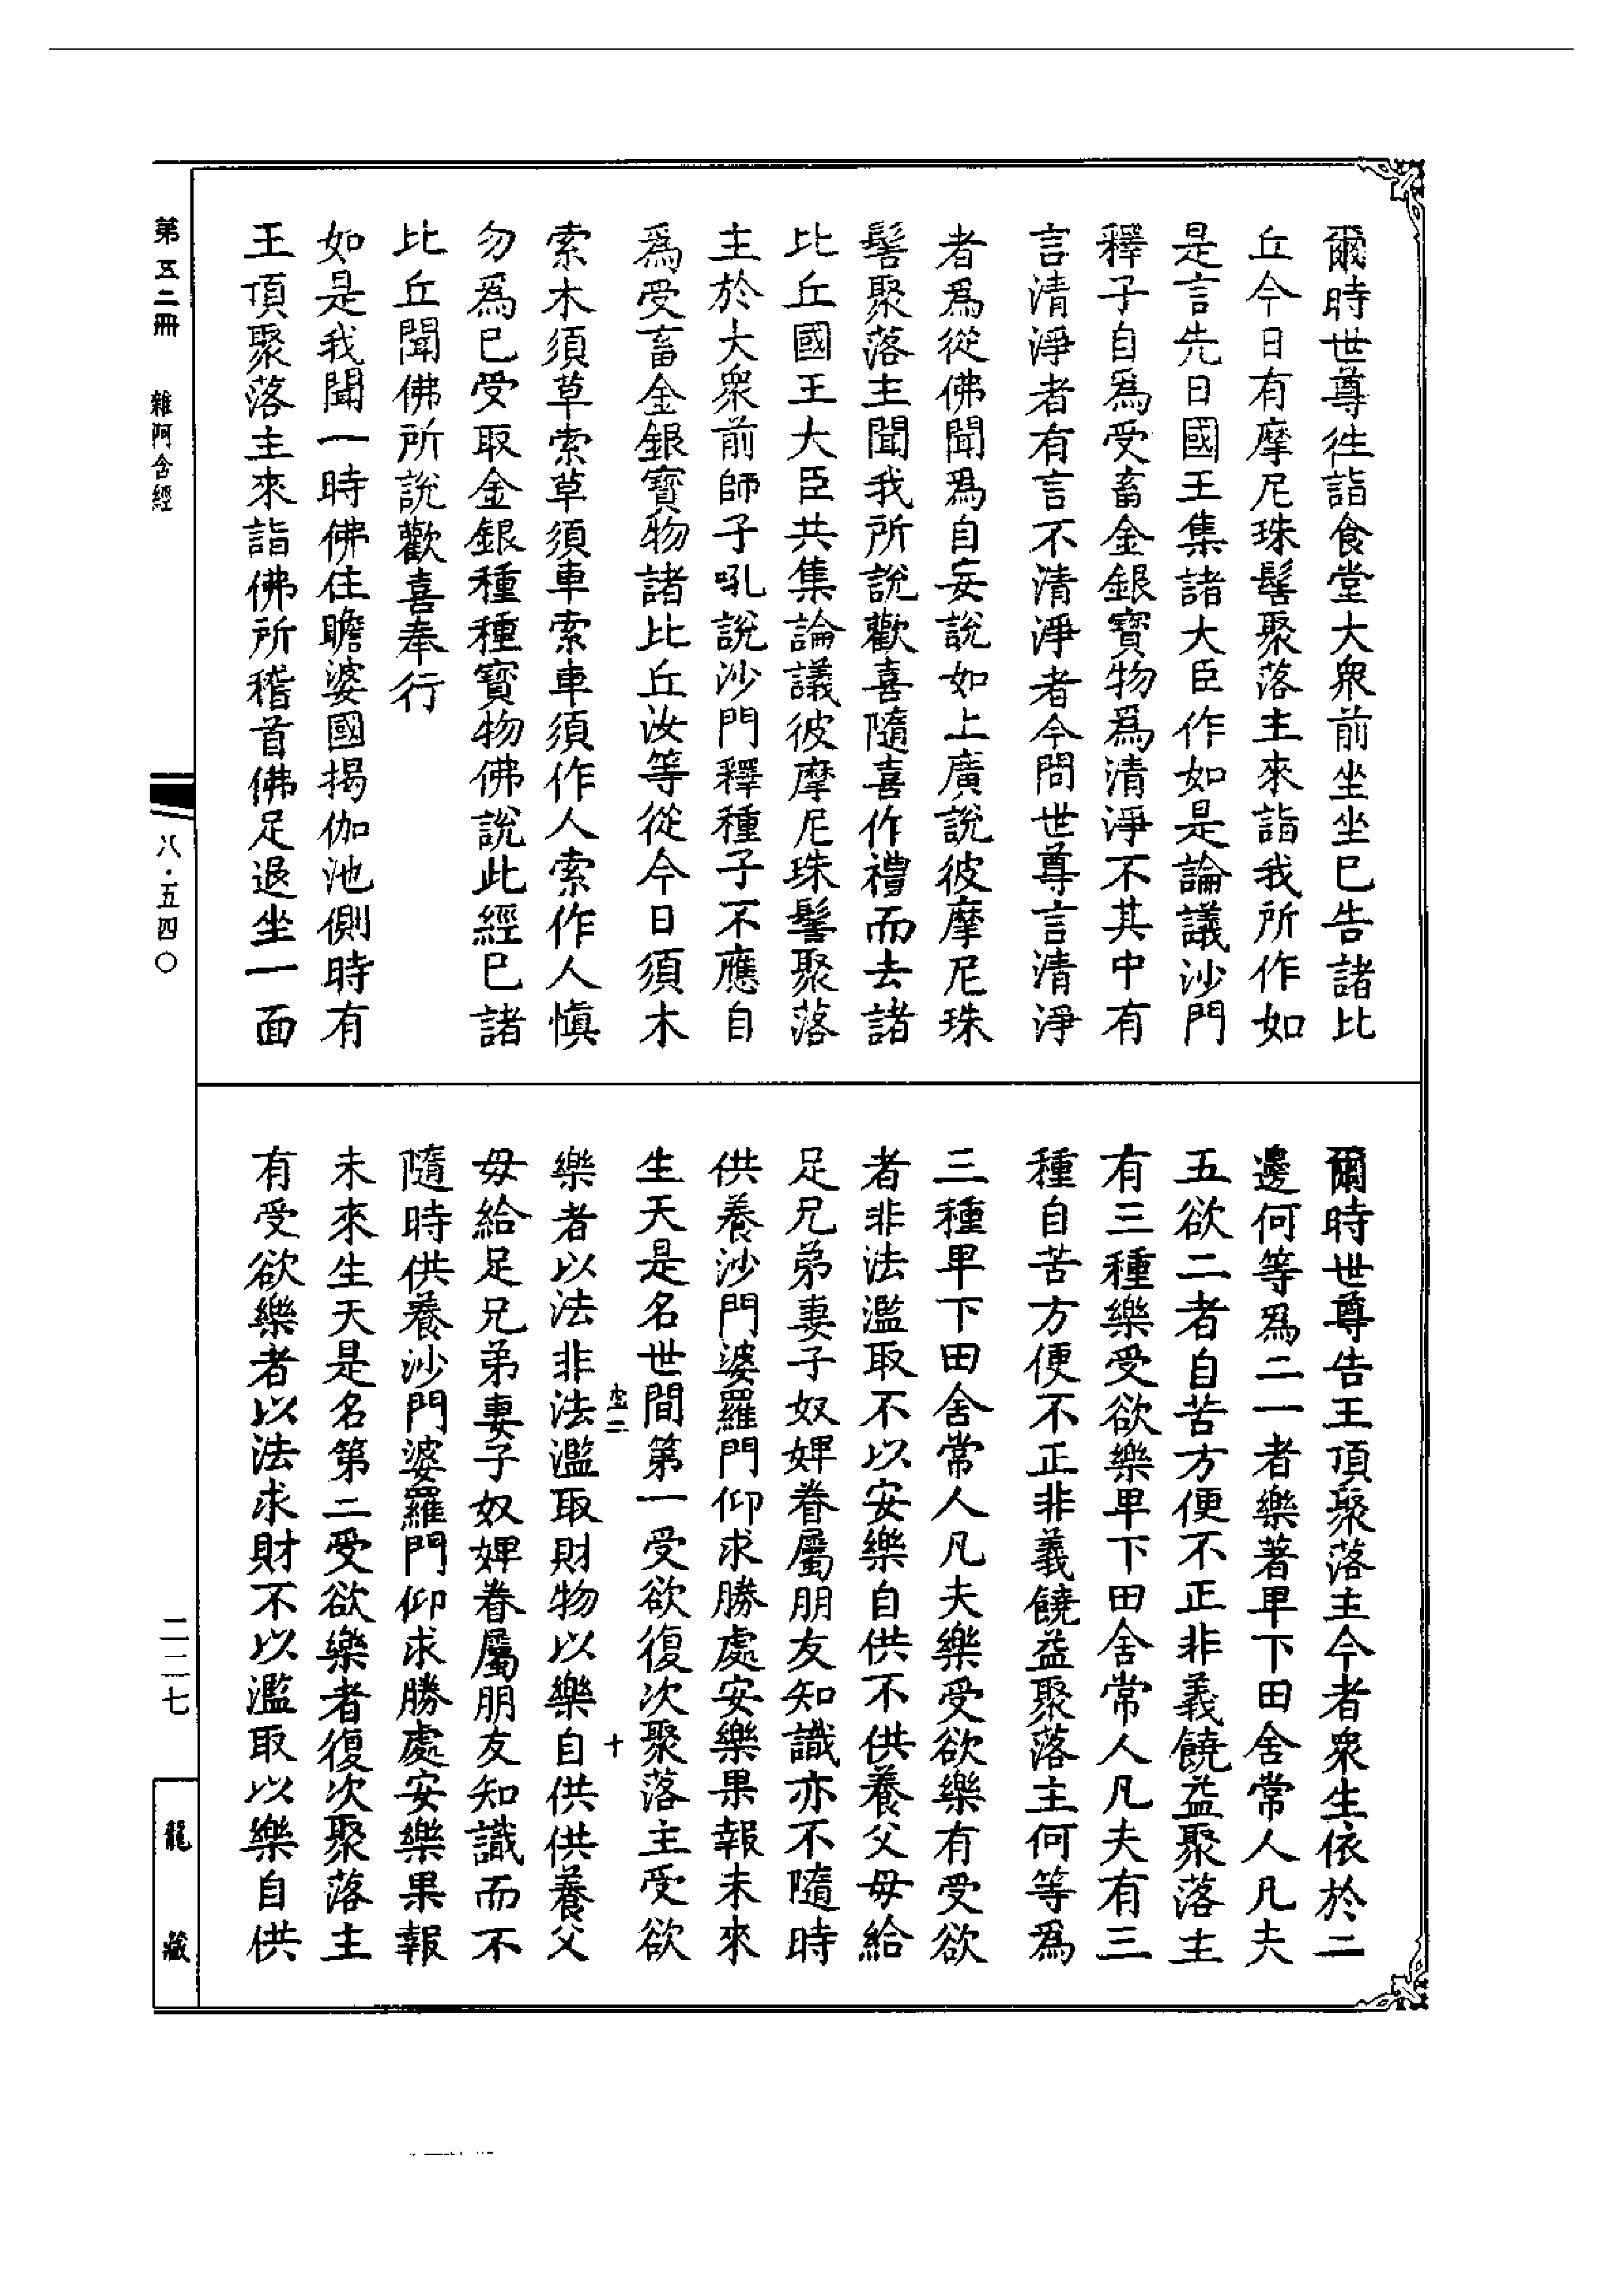 爾時世尊往詣食堂大衆前坐坐已告諸比
丘今日有摩尼珠髻聚落主來詣我所作如
是言先日國王集諸大臣作如是論議沙門
釋子自爲受畜金銀寶物爲清淨不其中有
言清淨者有言不清淨者今問世尊言清淨
者爲從佛聞爲自妄說如上廣說彼摩尼珠
髻聚落主聞我所說歡喜隨喜作禮而去諸
比丘國王大臣共集論議彼摩尼珠髻聚落
主於大衆前師子吼說沙門釋種子不應自
爲受畜金銀寶物諸比丘汝等從今日須木
索木須草索草須車索車須作人索作人愼
勿爲已受取金銀種種寶物佛說此經已諸
比丘聞佛所說歡喜奉行
如是我聞一時佛住瞻婆國揭伽池側時有
王頂聚落主來詣佛所稽首佛足退坐一面
爾時世尊告王頂聚落主今者衆生依於二
邊何等爲二一者樂著卑下田舍常人凡夫
五欲二者自苦方便不正非義饒益聚落主
有三種樂受欲樂卑下田舍常人凡夫有三
種自苦方便不正非義饒益聚落主何等爲
三種卑下田舍常人凡夫樂受欲樂有受欲
者非法濫取不以安樂自供不供養父母給
足兄弟妻子奴婢眷屬朋友知識亦不隨時
供養沙門婆羅門仰求勝處安樂果報未來
生天是名世間第一受欲復次聚落主受欲
樂者以法非法濫取財物以樂自供供養父
母給足兄弟妻子奴婢眷屬朋友知識而不
隨時供養沙門婆羅門仰求勝處安樂果報
未來生天是名第二受欲樂者復次聚落主
有受欲樂者以法求財不以濫取以樂自供
二
十
第五二冊 雜阿含經
八·五四〇
二二七
龍藏